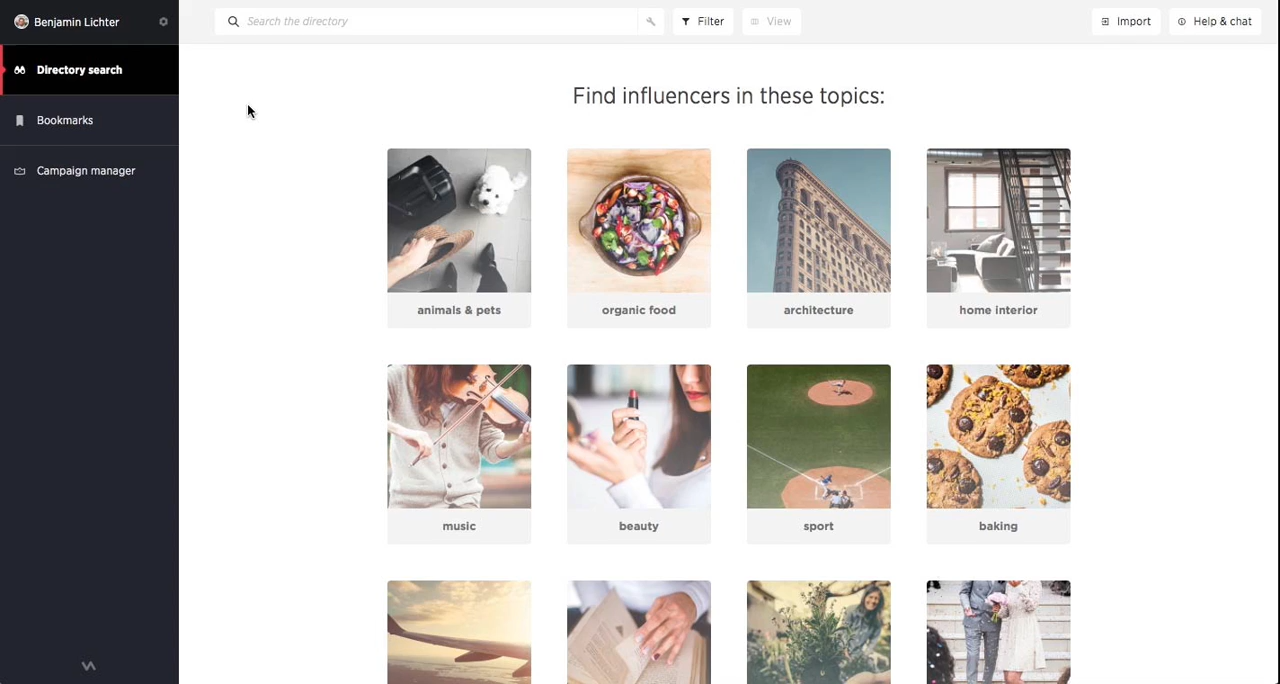 Benjamin Lichter
Search the directory
Filter
View
Import
Help & chat
Directory search
Bookmarks
Campaign manager
Find influencers in these topics:
animals & pets
organic food
architecture
home interior
music
beauty
sport
baking